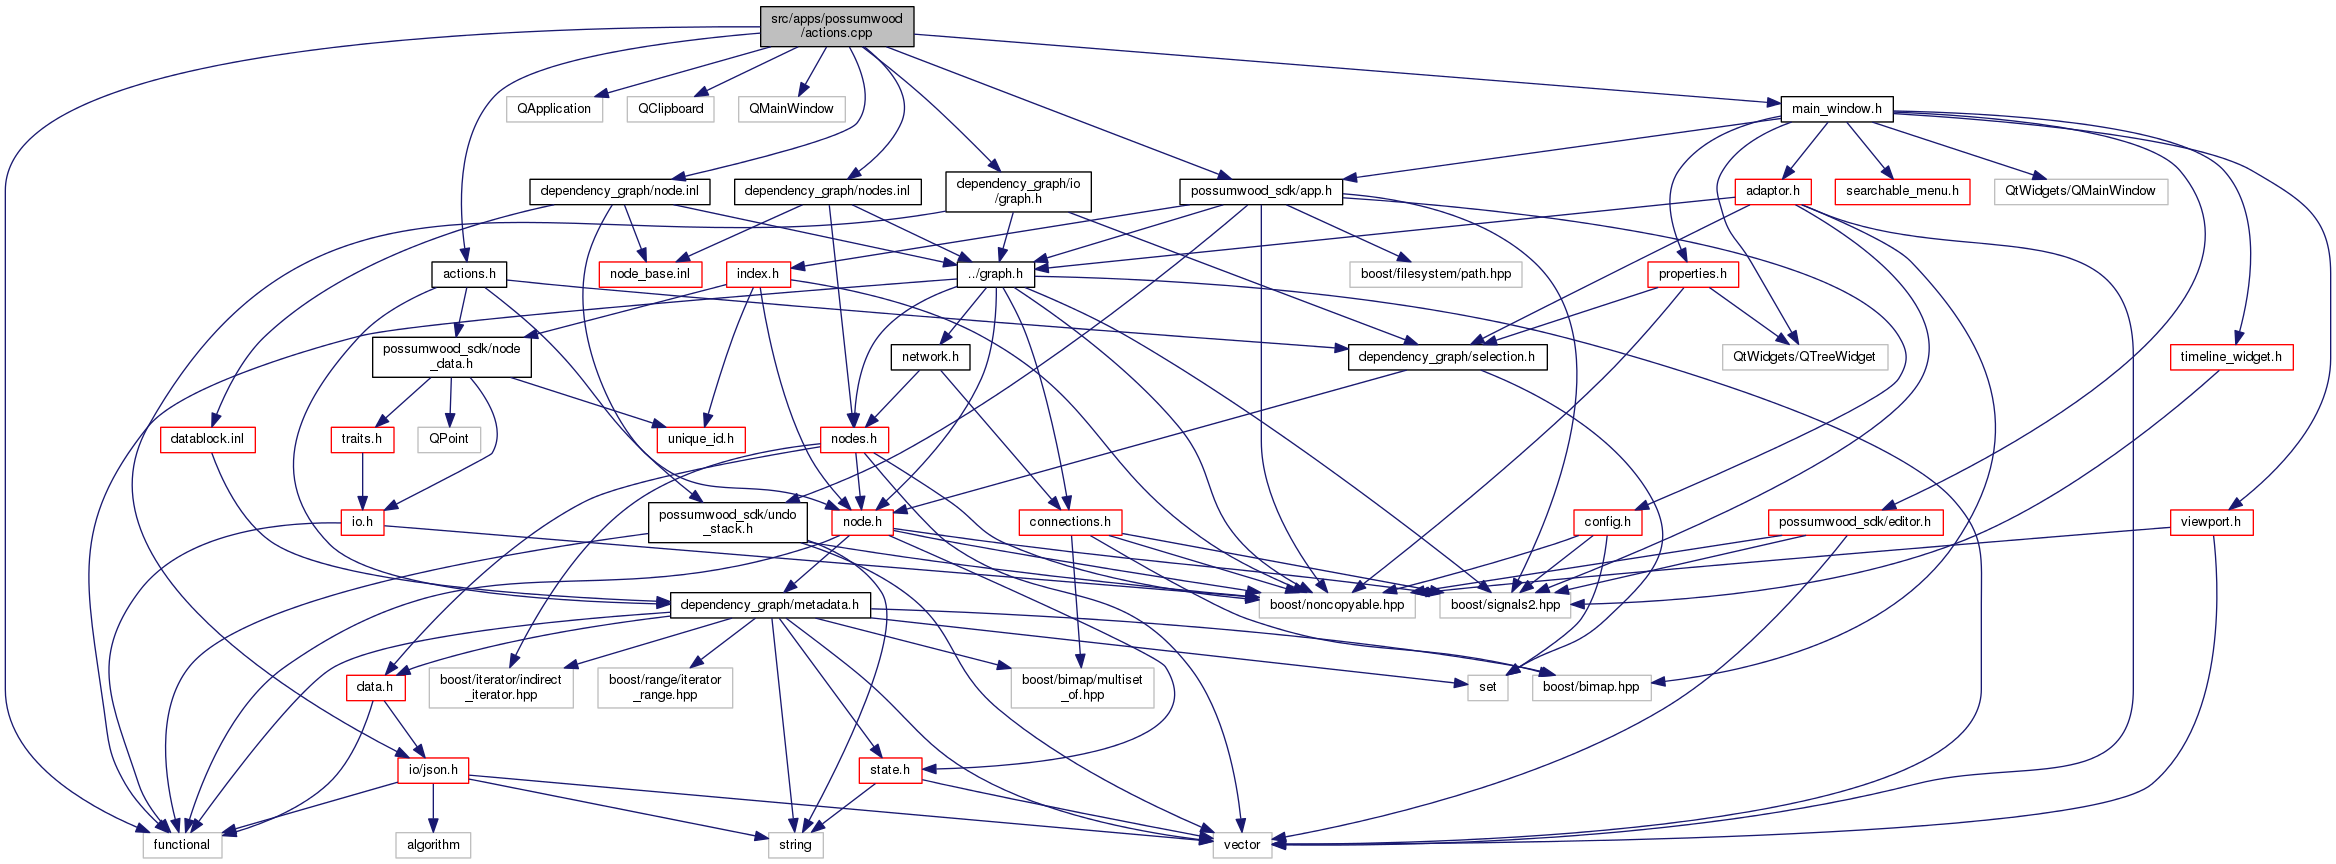 src/apps/possumwood
/actions.cpp
QApplication
QClipboard
QMainWindow
main_window.h
dependency_graph/node.inl
dependency_graph/nodes.inl
dependency_graph/io
/graph.h
possumwood_sdk/app.h
adaptor.h
searchable_menu.h
QtWidgets/QMainWindow
actions.h
node_base.inl
index.h
../graph.h
boost/filesystem/path.hpp
properties.h
possumwood_sdk/node
_data.h
network.h
dependency_graph/selection.h
QtWidgets/QTreeWidget
timeline_widget.h
datablock.inl
traits.h
QPoint
unique_id.h
nodes.h
io.h
possumwood_sdk/undo
_stack.h
node.h
connections.h
config.h
possumwood_sdk/editor.h
viewport.h
dependency_graph/metadata.h
boost/noncopyable.hpp
boost/signals2.hpp
data.h
boost/iterator/indirect
_iterator.hpp
boost/range/iterator
_range.hpp
boost/bimap/multiset
_of.hpp
set
boost/bimap.hpp
io/json.h
state.h
functional
algorithm
string
vector